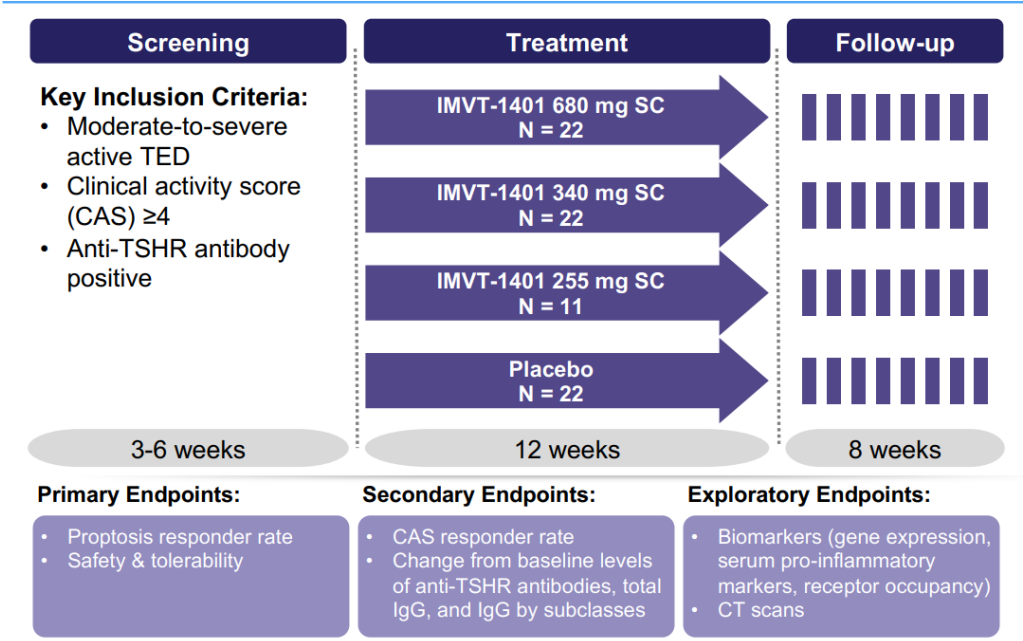 Screening
Treatment
Follow-up
Key Inclusion Criteria:
• Moderate-to-severe
active TED
• Clinical activity score
(CAS) ≥4
• Anti-TSHR antibody
positive
IMVT-1401 680 mg SC
N = 22
IMVT-1401 340 mg SC
N = 22
IMVT-1401 255 mg SC
N = 11
Placebo
N = 22
3-6 weeks
12 weeks
8 weeks
Primary Endpoints:
• Proptosis responder rate
• Safety & tolerability
Secondary Endpoints:
• CAS responder rate
• Change from baseline levels
of anti-TSHR antibodies, total
IgG, and IgG by subclasses
Exploratory Endpoints:
• Biomarkers (gene expression,
serum pro-inflammatory
markers, receptor occupancy)
• CT scans